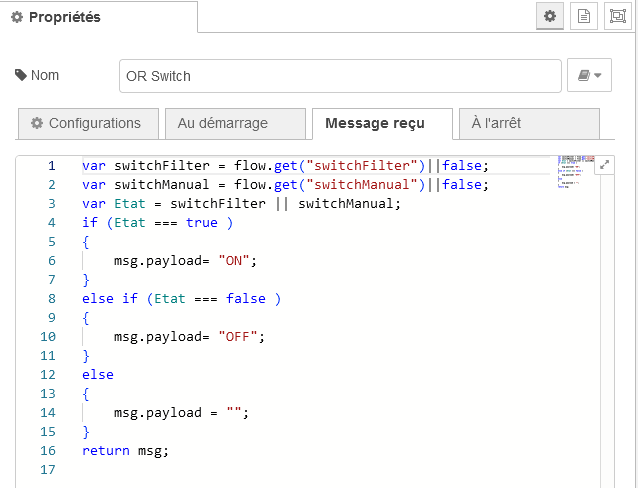 Propriétés
Nom
OR Switch
Configurations
Au démarrage
Message reçu
À l'arrêt
1 var switchFilter = flow.get("switchFilter")||false;
2 var switchManual = flow.get("switchManual")||false;
3 var Etat = switchFilter || switchManual;
4 if (Etat === true )
5 {
6     msg.payload= "ON";
7 }
8 else if (Etat === false )
9 {
10     msg.payload= "OFF";
11 }
12 else
13 {
14     msg.payload = "";
15 }
16 return msg;
17